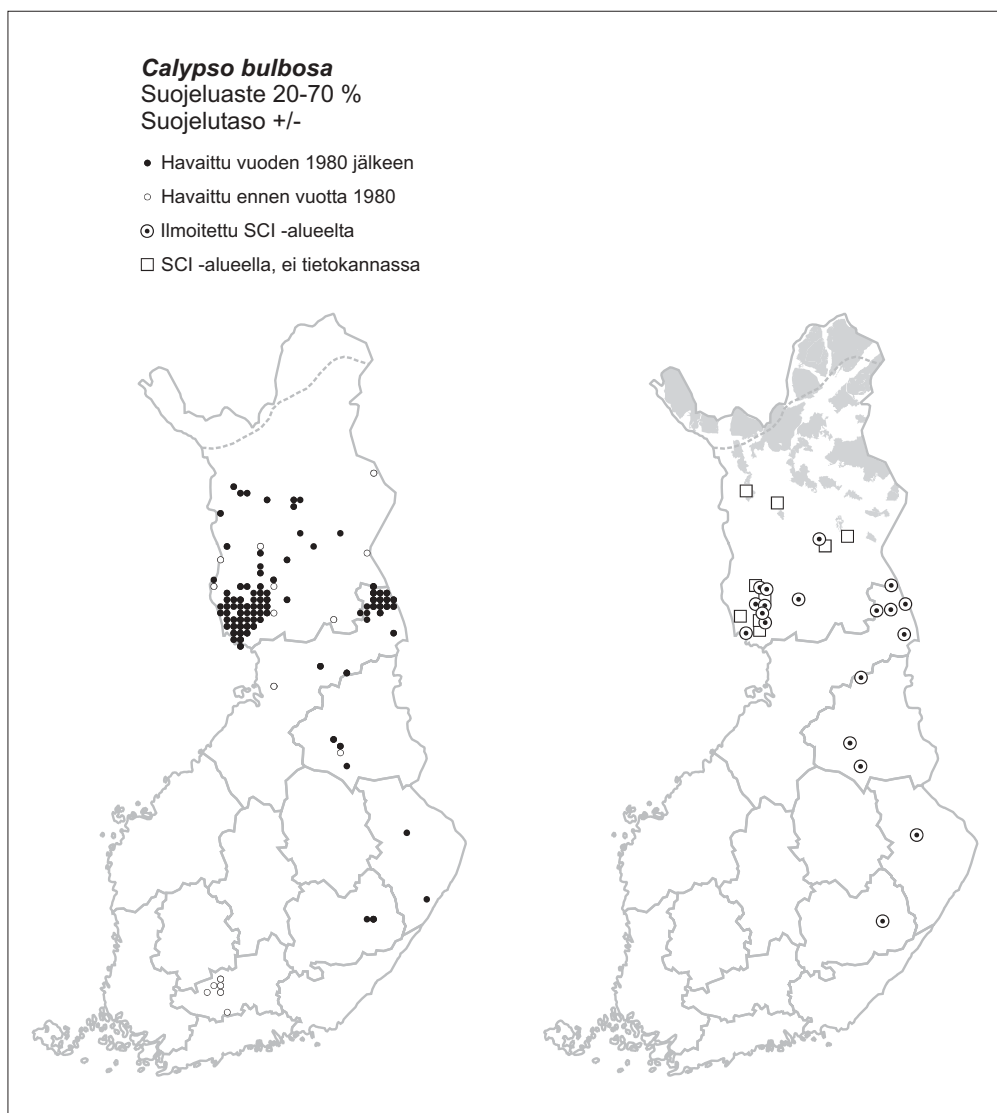 Calypso bulbosa
Suojeluaste 20-70 %
Suojelutaso +/-
Havaittu vuoden 1980 jälkeen
Havaittu ennen vuotta 1980
Ilmoitettu SCI -alueelta
SCI -alueella, ei tietokannassa